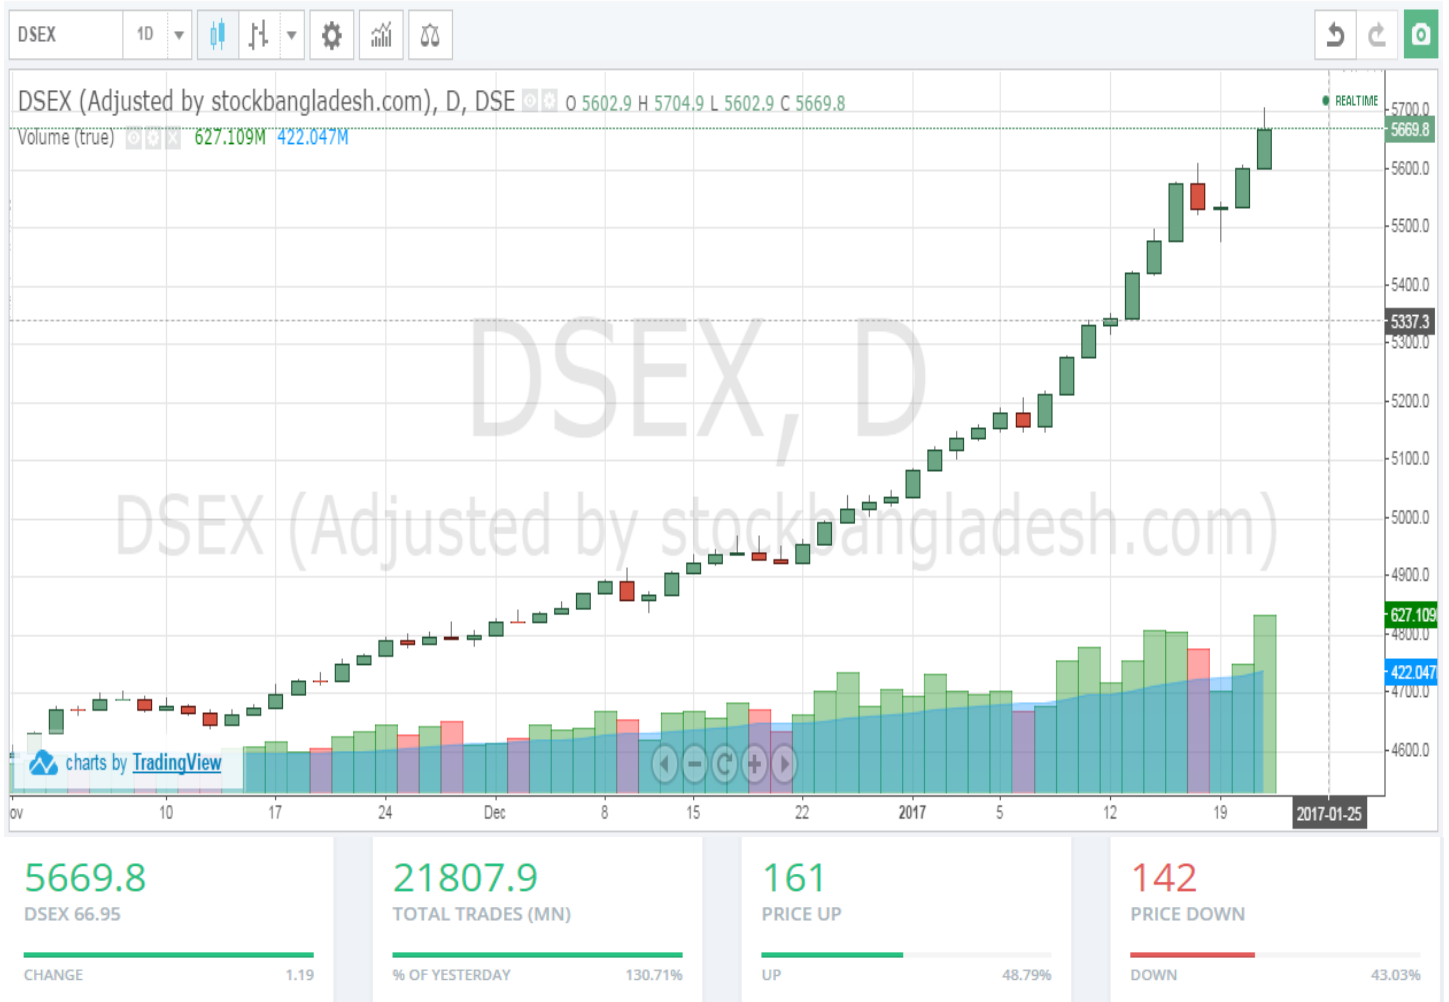 DSEX 1D
DSEX (Adjusted by stockbangladesh.com), D, DSE O 5602.9 H 5704.9 L 5602.9 C 5669.8
REALTIME
Volume (true) 627.109M 422.047M
5700.0
5669.8
5600.0
5500.0
5400.0
5337.3
5300.0
5200.0
5100.0
5000.0
4900.0
627.109
4800.0
422.047
4700.0
4600.0
DSEX, D
DSEX (Adjusted by stockbangladesh.com)
charts by TradingView
ov 10 17 24 Dec 8 15 22 2017 5 12 19 2017-01-25
5669.8 21807.9 161 142
DSEX 66.95 TOTAL TRADES (MN) PRICE UP PRICE DOWN
CHANGE 1.19 % OF YESTERDAY 130.71% UP 48.79% DOWN 43.03%